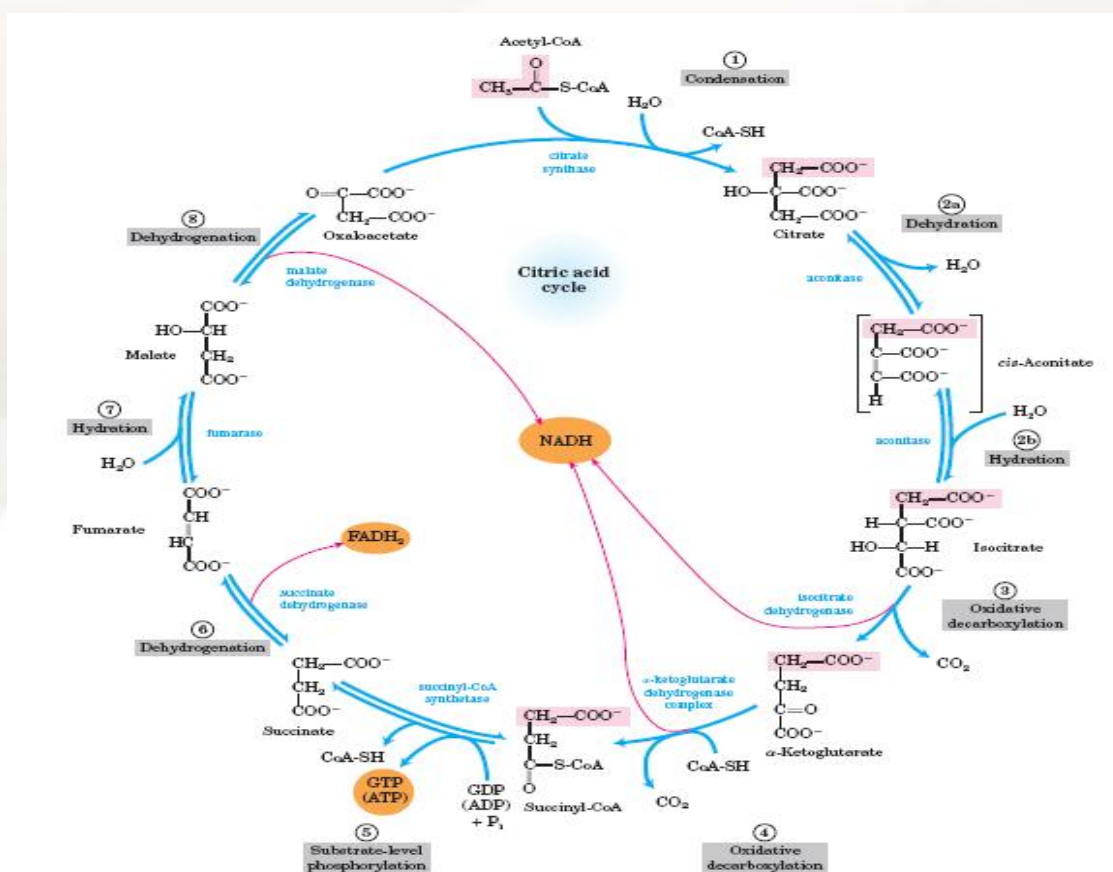 Acetyl-CoA
O
CH₃—C—S-CoA
①
Condensation
H₂O
CoA-SH
citrate
synthase
CH₂—COO⁻
HO—C—COO⁻
CH₂—COO⁻
Citrate
2a
Dehydration
H₂O
aconitase
CH₂—COO⁻
C—COO⁻
C—COO⁻
H
cis-Aconitate
H₂O
aconitase
2b
Hydration
CH₂—COO⁻
H—C—COO⁻
HO—C—H
COO⁻
Isocitrate
isocitrate
dehydrogenase
③
Oxidative
decarboxylation
CO₂
CH₂—COO⁻
CH₂
C=O
COO⁻
α-Ketoglutarate
α-ketoglutarate
dehydrogenase
complex
CoA-SH
CO₂
④
Oxidative
decarboxylation
CH₂—COO⁻
CH₂
C—S-CoA
O
Succinyl-CoA
succinyl-CoA
synthetase
GDP
(ADP)
+ Pᵢ
CoA-SH
GTP
(ATP)
⑤
Substrate-level
phosphorylation
CH₂—COO⁻
CH₂
COO⁻
Succinate
⑥
Dehydrogenation
succinate
dehydrogenase
FADH₂
COO⁻
CH
HC
COO⁻
Fumarate
⑦
Hydration
H₂O
fumarase
COO⁻
HO—CH
CH₂
COO⁻
Malate
⑧
Dehydrogenation
malate
dehydrogenase
O=C—COO⁻
CH₂—COO⁻
Oxaloacetate
Citric acid
cycle
NADH